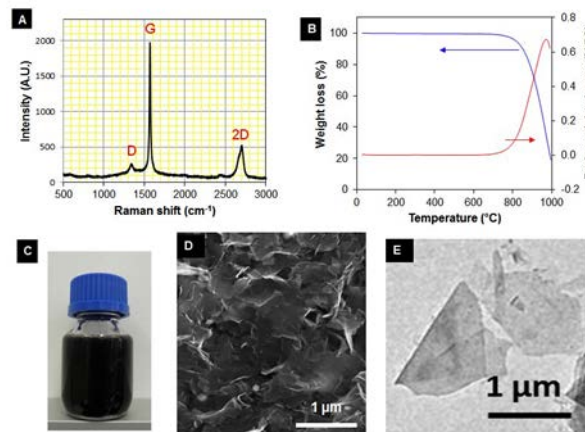 A
G
D
2D
Intensity (A.U.)
2000
1500
1000
500
0
500 1000 1500 2000 2500 3000
Raman shift (cm⁻¹)
B
Weight loss (%)
120
100
80
60
40
20
0
0.8
0.6
0.4
0.2
0.0
-0.2
0 200 400 600 800 1000
Temperature (°C)
C
D
1 µm
E
1 µm